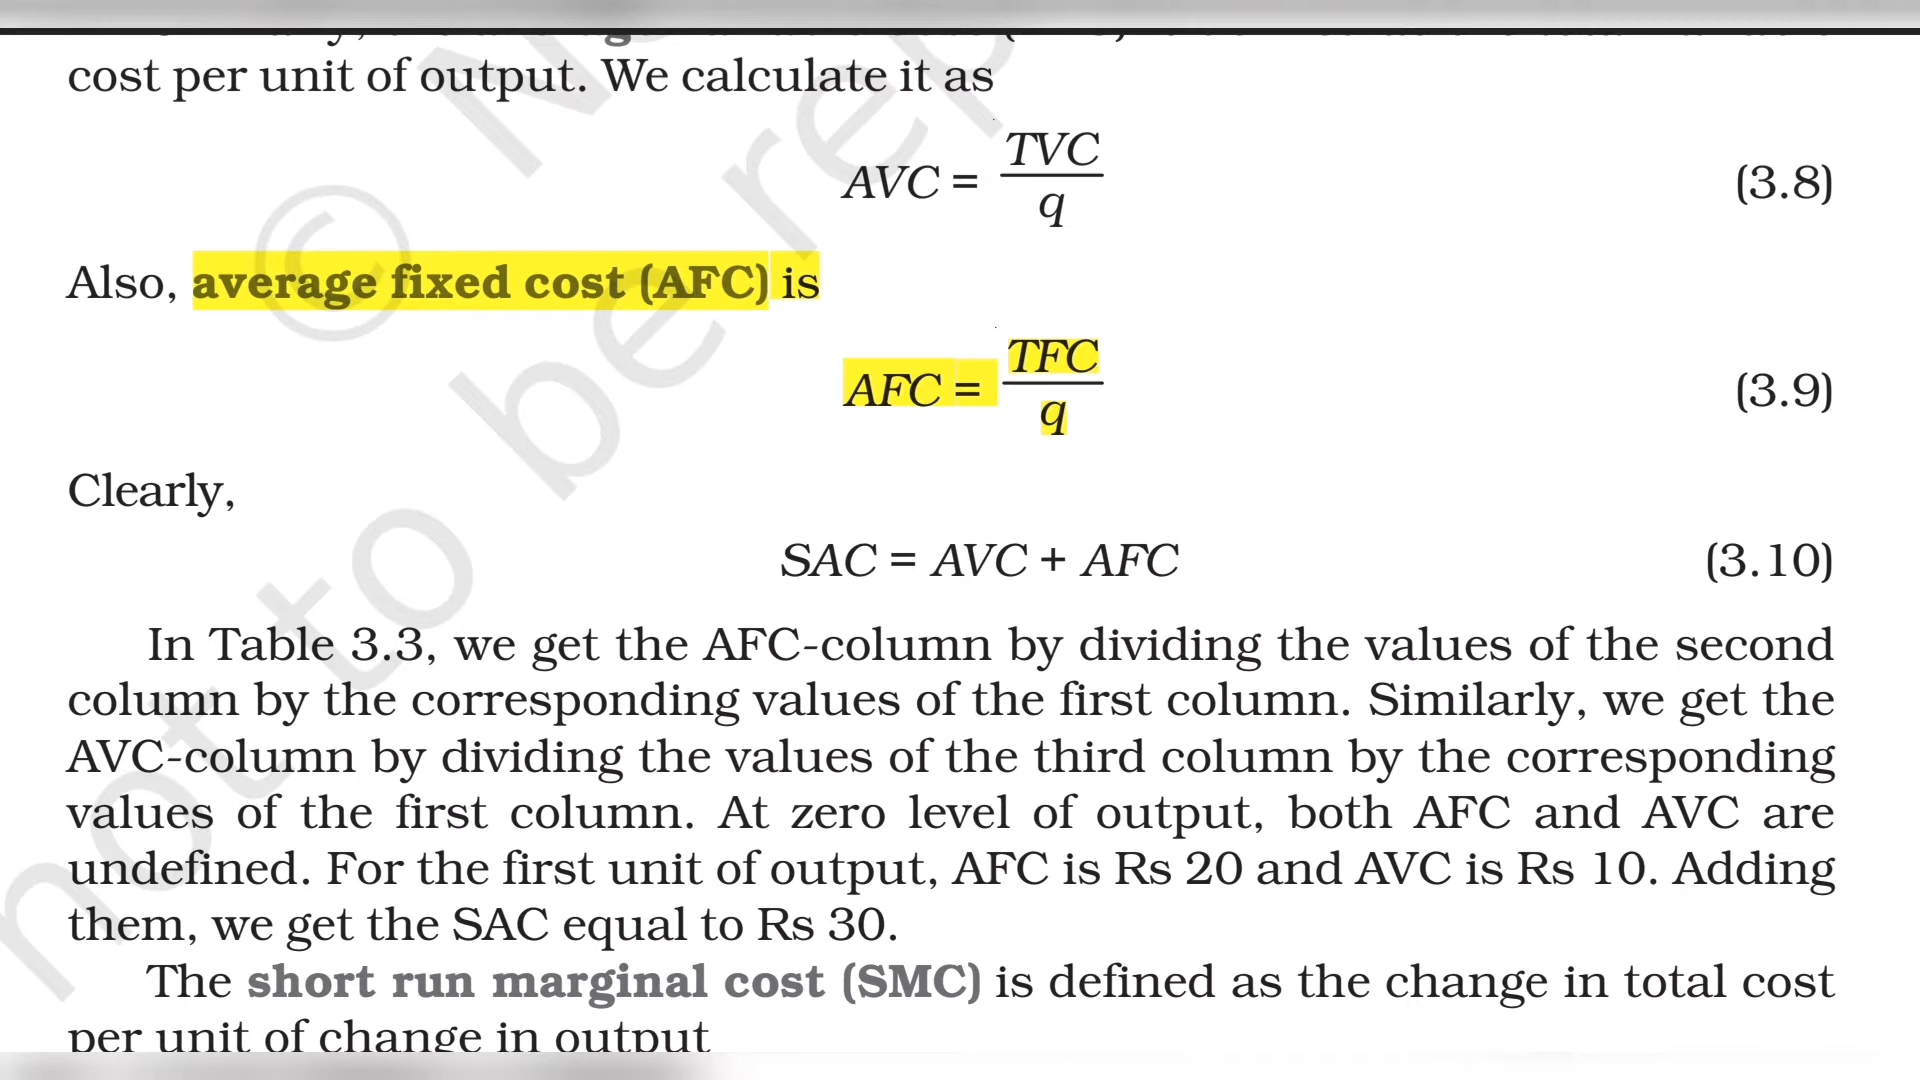 cost per unit of output. We calculate it as
AVC = TVC / q (3.8)
Also, average fixed cost (AFC) is
AFC = TFC / q (3.9)
Clearly,
SAC = AVC + AFC (3.10)
In Table 3.3, we get the AFC-column by dividing the values of the second
column by the corresponding values of the first column. Similarly, we get the
AVC-column by dividing the values of the third column by the corresponding
values of the first column. At zero level of output, both AFC and AVC are
undefined. For the first unit of output, AFC is Rs 20 and AVC is Rs 10. Adding
them, we get the SAC equal to Rs 30.
The short run marginal cost (SMC) is defined as the change in total cost
per unit of change in output
© N
not to be rep